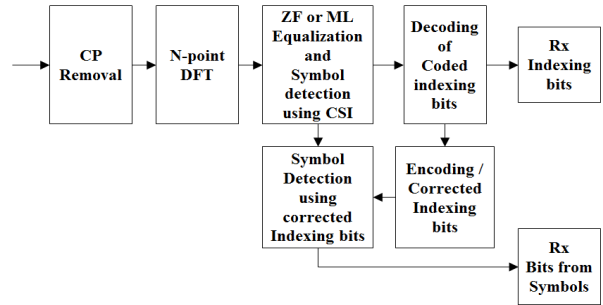 CP
Removal
N-point
DFT
ZF or ML
Equalization
and
Symbol
detection
using CSI
Decoding
of
Coded
indexing
bits
Rx
Indexing
bits
Symbol
Detection
using
corrected
Indexing bits
Encoding /
Corrected
Indexing
bits
Rx
Bits from
Symbols